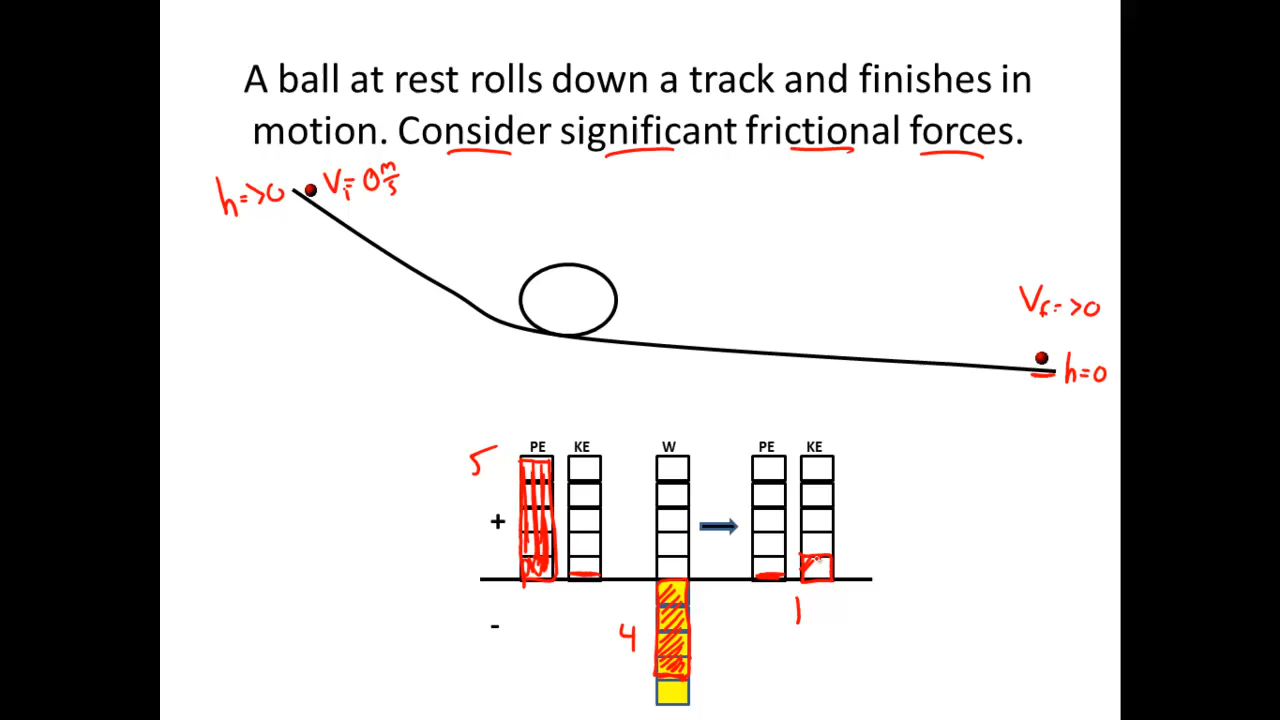 A ball at rest rolls down a track and finishes in
motion. Consider significant frictional forces.
h=>0
Vi=0 m/s
Vf=>0
h=0
PE KE W PE KE
5
+
-
4
1